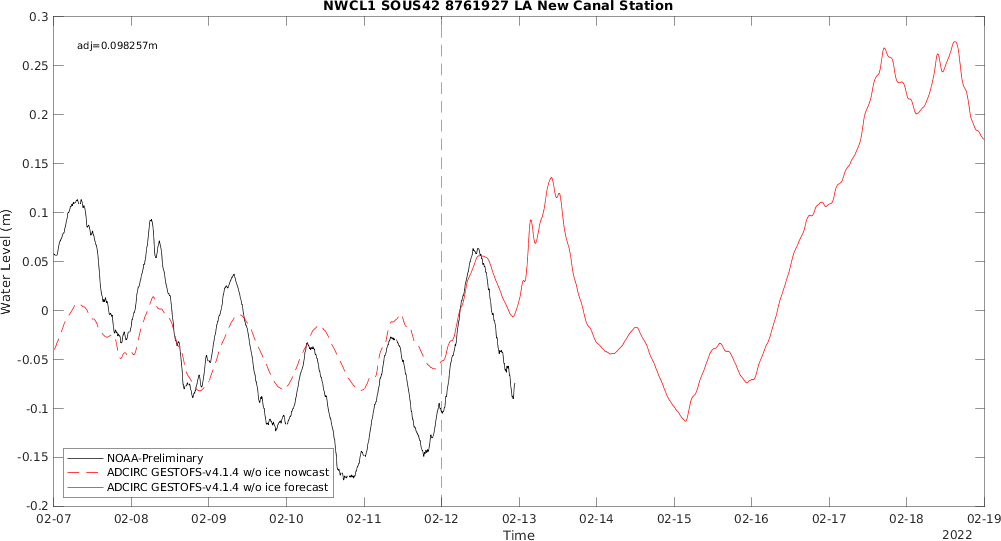 NWCL1 SOUS42 8761927 LA New Canal Station
adj=0.098257m
Water Level (m)
0.3
0.25
0.2
0.15
0.1
0.05
0
-0.05
-0.1
-0.15
-0.2
NOAA-Preliminary
ADCIRC GESTOFS-v4.1.4 w/o ice nowcast
ADCIRC GESTOFS-v4.1.4 w/o ice forecast
02-07 02-08 02-09 02-10 02-11 02-12 02-13 02-14 02-15 02-16 02-17 02-18 02-19
Time
2022